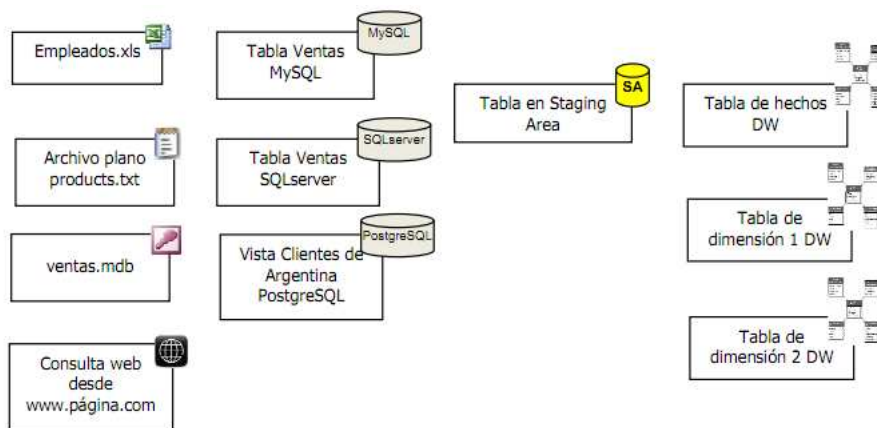 Empleados.xls
Archivo plano
products.txt
ventas.mdb
Consulta web
desde
www.página.com
MySQL
Tabla Ventas
MySQL
SQLserver
Tabla Ventas
SQLserver
PostgreSQL
Vista Clientes de
Argentina
PostgreSQL
SA
Tabla en Staging
Area
Tabla de hechos
DW
Tabla de
dimensión 1 DW
Tabla de
dimensión 2 DW